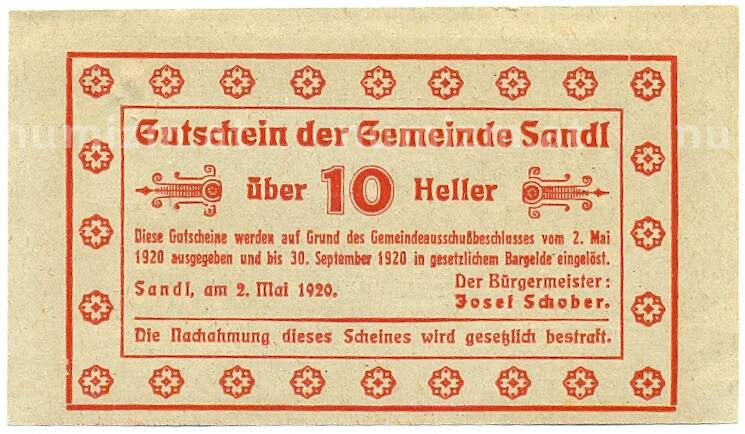 Gutschein der Gemeinde Sandl
über 10 Heller
Diese Gutscheine werden auf Grund des Gemeindeausschußbeschlusses vom 2. Mai
1920 ausgegeben und bis 30. September 1920 in gesetzlichem Bargelde eingelöst.
Sandl, am 2. Mai 1920.
Der Bürgermeister:
Josef Schober.
Die Nachahmung dieses Scheines wird gesetzlich bestraft.